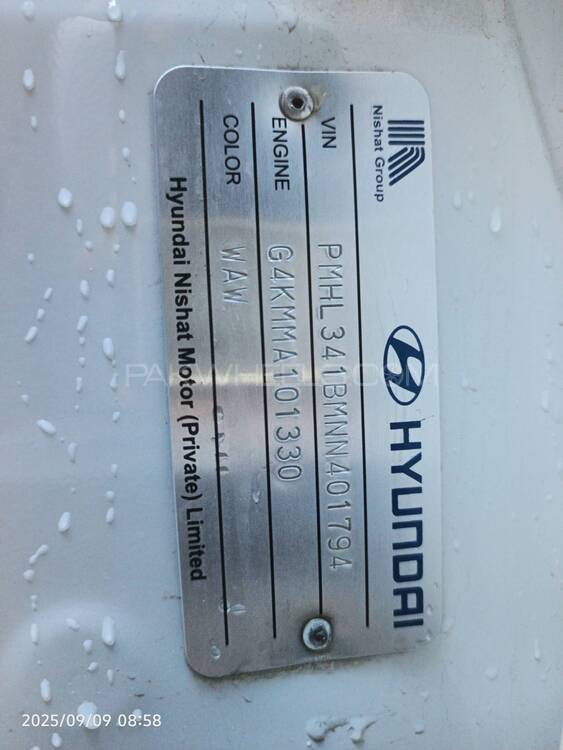 Nishat Group
HYUNDAI
VIN PMHL341BMNN401794
ENGINE G4KMMA101330
COLOR WAW
Hyundai Nishat Motor (Private) Limited
PAKWHEELS.COM
2025/09/09 08:58